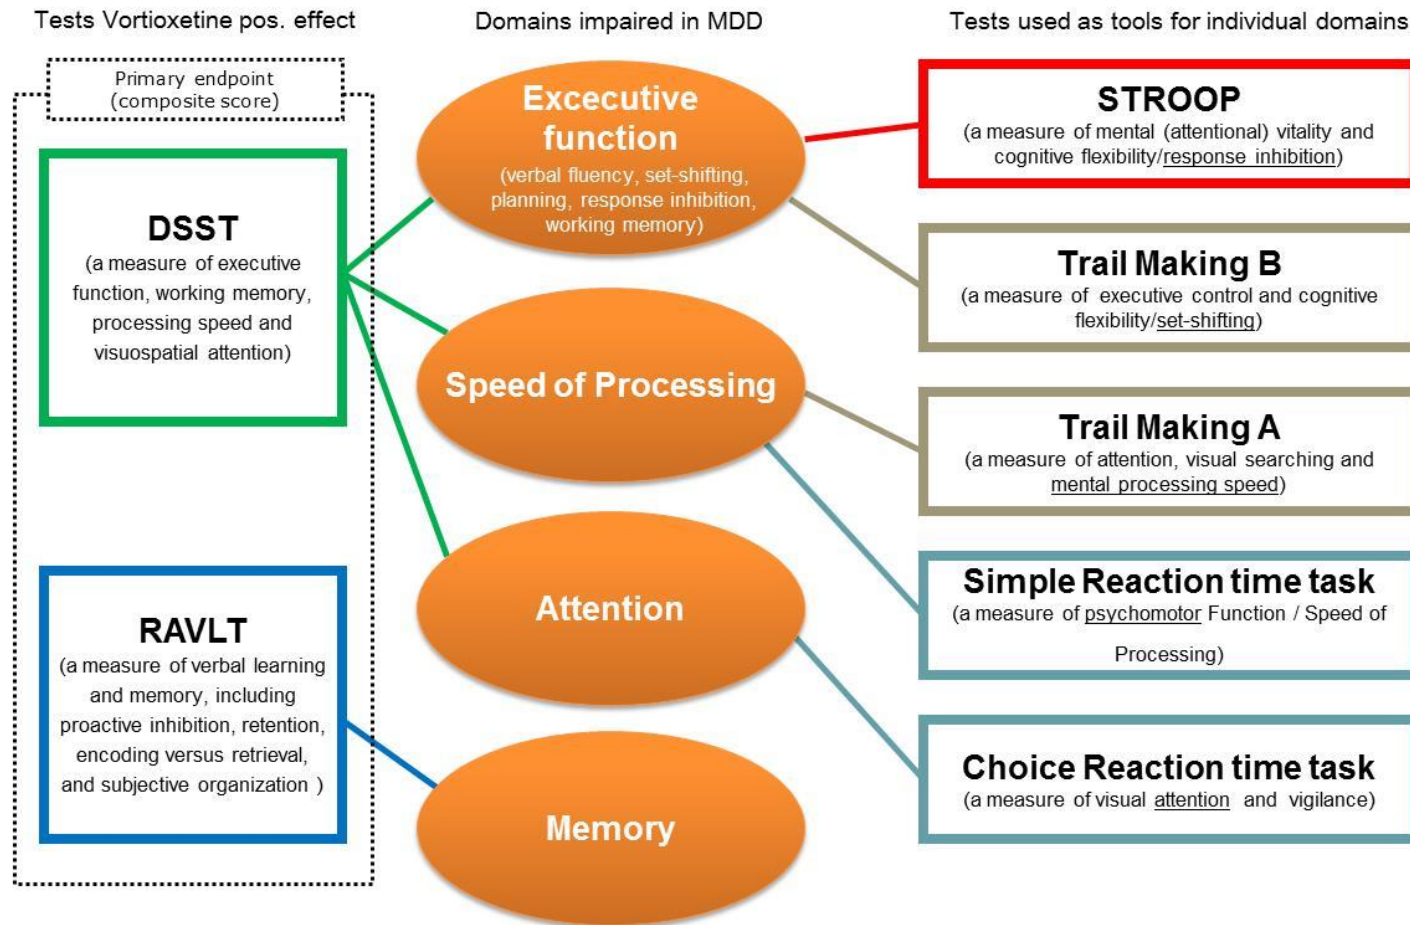 Tests Vortioxetine pos. effect
Domains impaired in MDD
Tests used as tools for individual domains
Primary endpoint
(composite score)
DSST
(a measure of executive
function, working memory,
processing speed and
visuospatial attention)
RAVLT
(a measure of verbal learning
and memory, including
proactive inhibition, retention,
encoding versus retrieval,
and subjective organization )
Excecutive
function
(verbal fluency, set-shifting,
planning, response inhibition,
working memory)
Speed of Processing
Attention
Memory
STROOP
(a measure of mental (attentional) vitality and
cognitive flexibility/response inhibition)
Trail Making B
(a measure of executive control and cognitive
flexibility/set-shifting)
Trail Making A
(a measure of attention, visual searching and
mental processing speed)
Simple Reaction time task
(a measure of psychomotor Function / Speed of
Processing)
Choice Reaction time task
(a measure of visual attention and vigilance)